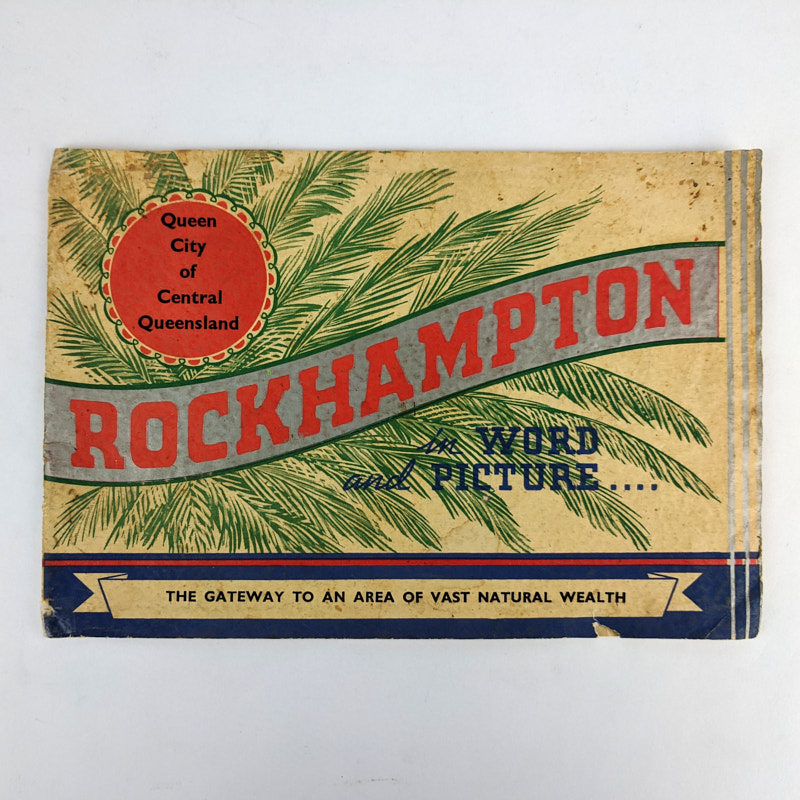 Queen
City
of
Central
Queensland
ROCKHAMPTON
in WORD
and PICTURE....
THE GATEWAY TO AN AREA OF VAST NATURAL WEALTH